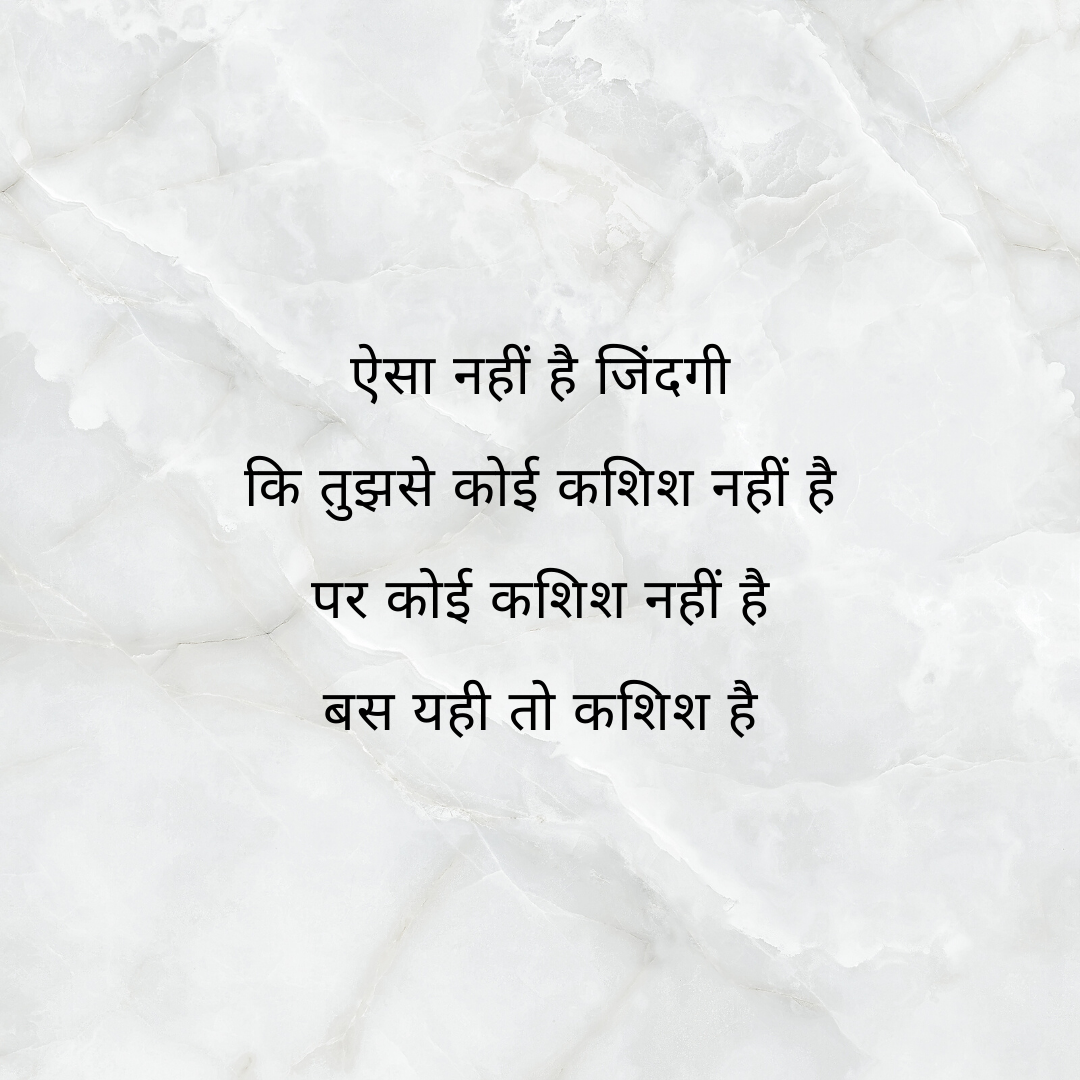 ऐसा नहीं है जिंदगी
कि तुझसे कोई कशिश नहीं है
पर कोई कशिश नहीं है
बस यही तो कशिश है